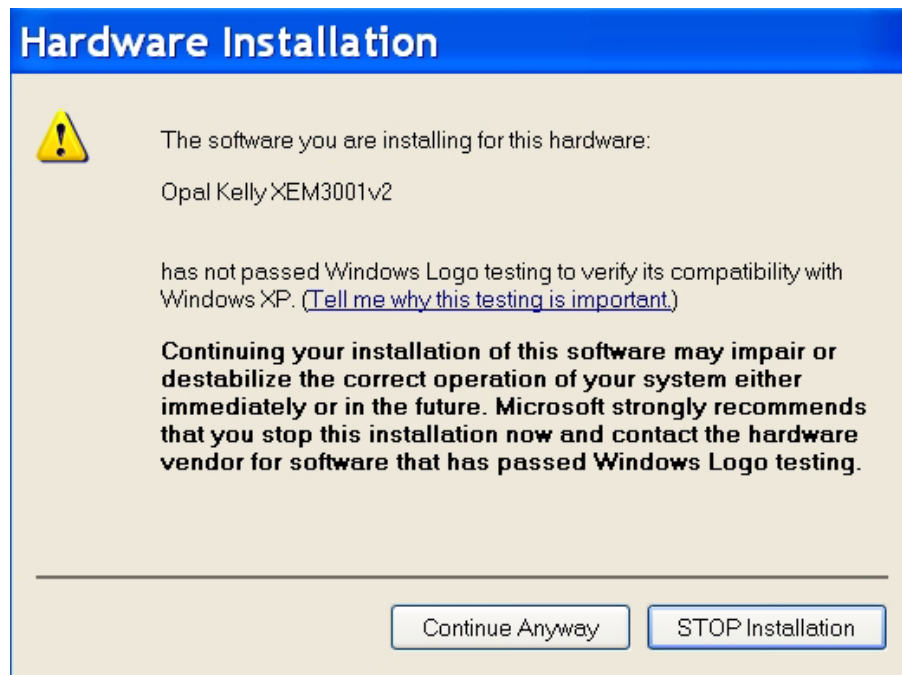 Hardware Installation
The software you are installing for this hardware:
Opal Kelly XEM3001v2
has not passed Windows Logo testing to verify its compatibility with
Windows XP. (Tell me why this testing is important.)
Continuing your installation of this software may impair or
destabilize the correct operation of your system either
immediately or in the future. Microsoft strongly recommends
that you stop this installation now and contact the hardware
vendor for software that has passed Windows Logo testing.
Continue Anyway STOP Installation